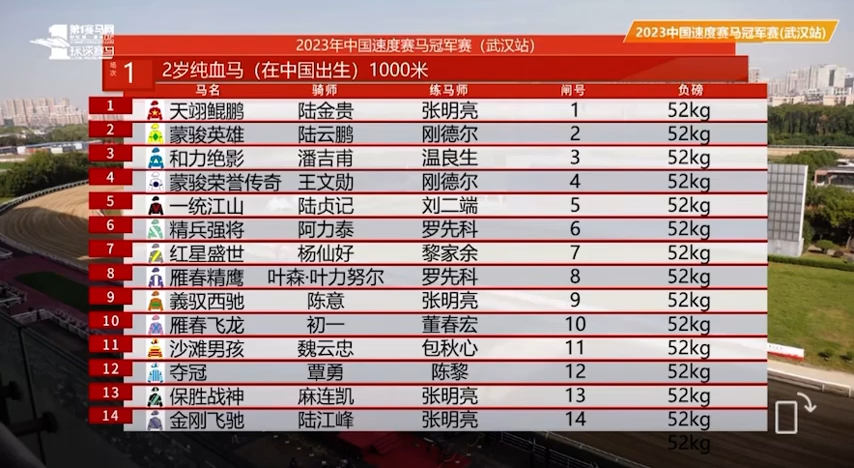 第1赛马网
球探赛马
2023中国速度赛马冠军赛(武汉站)
2023年中国速度赛马冠军赛（武汉站）
场次 1 2岁纯血马（在中国出生）1000米
马名 骑师 练马师 闸号 负磅
1 天翊鲲鹏 陆金贵 张明亮 1 52kg
2 蒙骏英雄 陆云鹏 刚德尔 2 52kg
3 和力绝影 潘吉甫 温良生 3 52kg
4 蒙骏荣誉传奇 王文勋 刚德尔 4 52kg
5 一统江山 陆贞记 刘二端 5 52kg
6 精兵强将 阿力泰 罗先科 6 52kg
7 红星盛世 杨仙好 黎家余 7 52kg
8 雁春精鹰 叶森·叶力努尔 罗先科 8 52kg
9 義驭西驰 陈意 张明亮 9 52kg
10 雁春飞龙 初一 董春宏 10 52kg
11 沙滩男孩 魏云忠 包秋心 11 52kg
12 夺冠 覃勇 陈黎 12 52kg
13 保胜战神 麻连凯 张明亮 13 52kg
14 金刚飞驰 陆江峰 张明亮 14 52kg
52kg